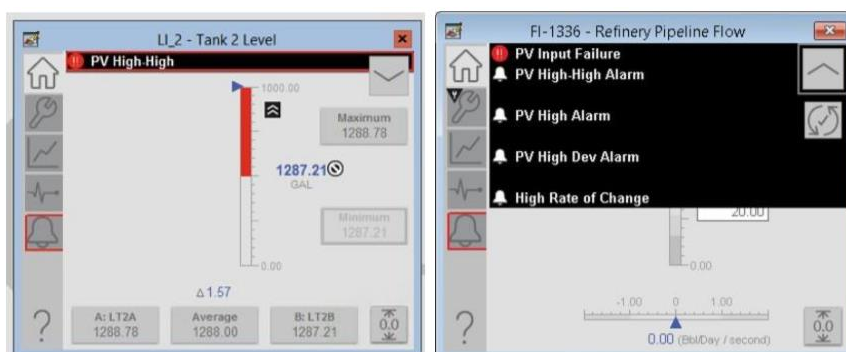 LI_2 - Tank 2 Level
PV High-High
1000.00
Maximum
1288.78
1287.21
GAL
Minimum
1287.21
0.00
Δ 1.57
A: LT2A
1288.78
Average
1288.00
B: LT2B
1287.21
0.0
?
FI-1336 - Refinery Pipeline Flow
PV Input Failure
PV High-High Alarm
PV High Alarm
PV High Dev Alarm
High Rate of Change
20.00
0.00
-1.00 0 1.00
0.00 (Bbl/Day / second)
0.0
?